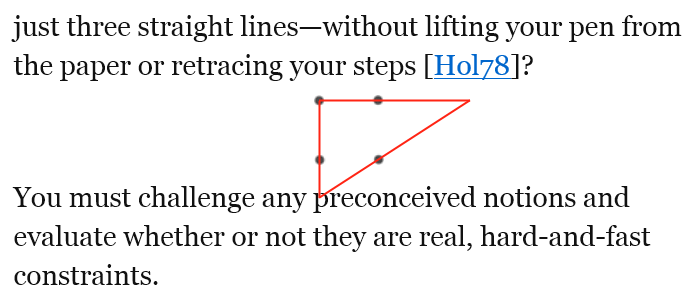 just three straight lines—without lifting your pen from
the paper or retracing your steps [Hol78]?
You must challenge any preconceived notions and
evaluate whether or not they are real, hard-and-fast
constraints.